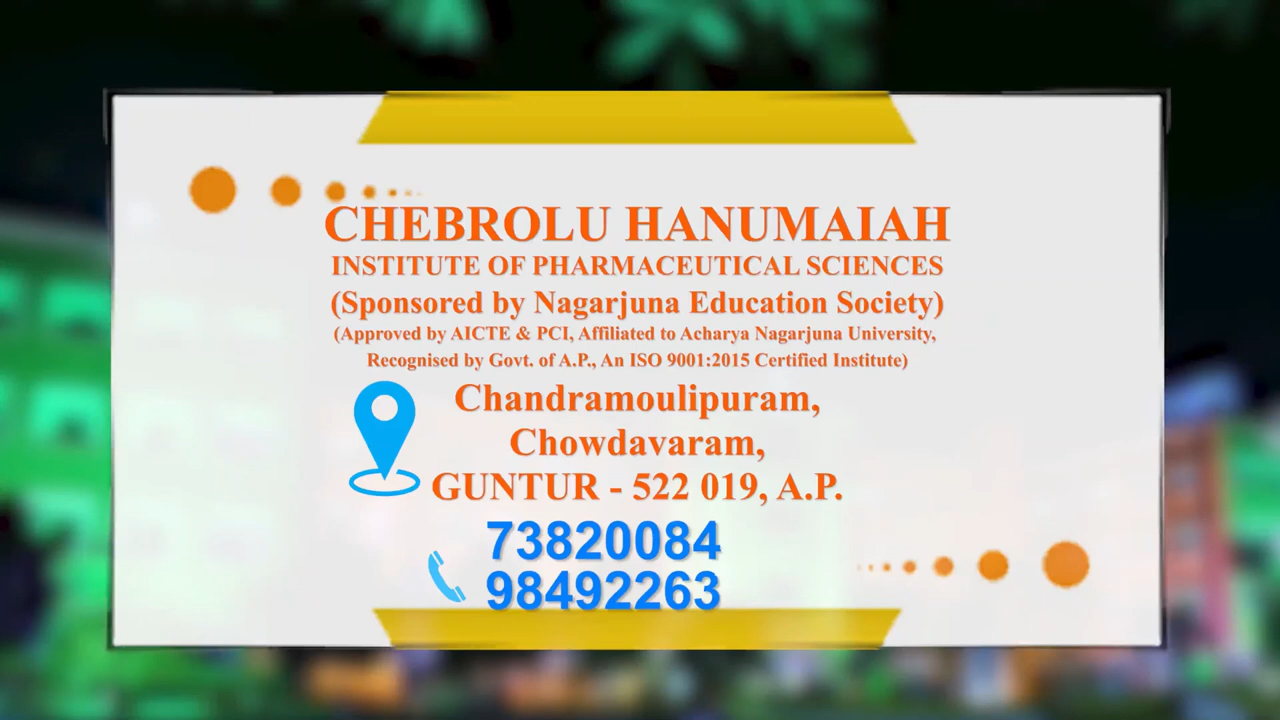 CHEBROLU HANUMAIAH
INSTITUTE OF PHARMACEUTICAL SCIENCES
(Sponsored by Nagarjuna Education Society)
(Approved by AICTE & PCI, Affiliated to Acharya Nagarjuna University,
Recognised by Govt. of A.P., An ISO 9001:2015 Certified Institute)
Chandramoulipuram,
Chowdavaram,
GUNTUR - 522 019, A.P.
73820084
98492263